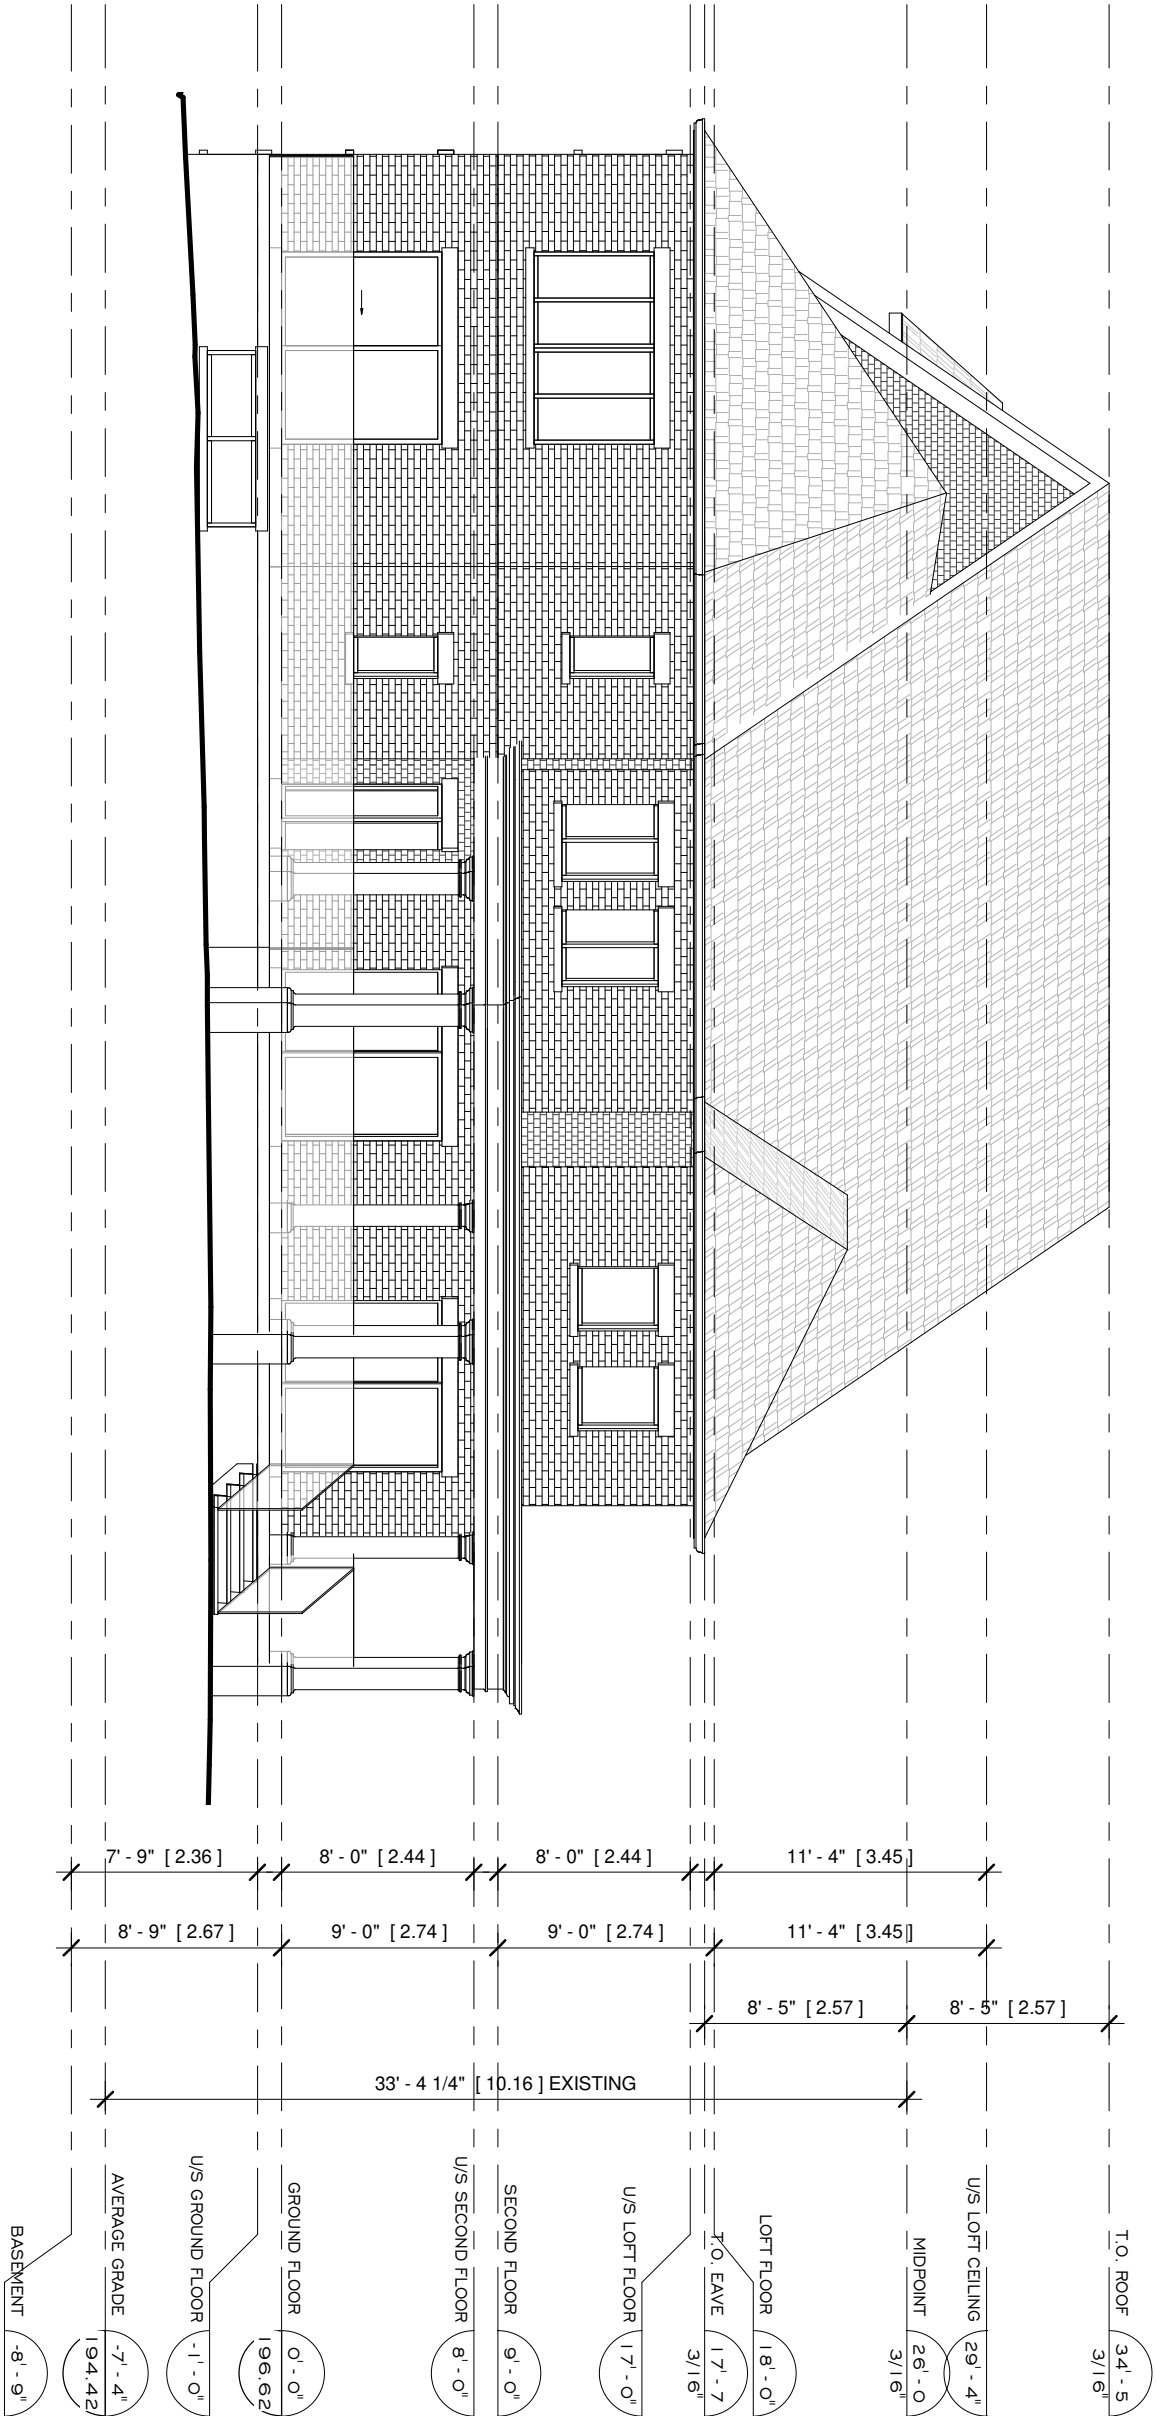 T.O. ROOF
34' - 5
3/16"
U/S LOFT CEILING
29' - 4"
MIDPOINT
26' - 0
3/16"
LOFT FLOOR
18' - 0"
T.O. EAVE
17' - 7
3/16"
U/S LOFT FLOOR
17' - 0"
SECOND FLOOR
9' - 0"
U/S SECOND FLOOR
8' - 0"
GROUND FLOOR
0' - 0"
196.62
U/S GROUND FLOOR
-1' - 0"
AVERAGE GRADE
-7' - 4"
194.42
BASEMENT
-8' - 9"
7' - 9" [ 2.36 ]
8' - 0" [ 2.44 ]
8' - 0" [ 2.44 ]
11' - 4" [ 3.45 ]
8' - 9" [ 2.67 ]
9' - 0" [ 2.74 ]
9' - 0" [ 2.74 ]
11' - 4" [ 3.45 ]
8' - 5" [ 2.57 ]
8' - 5" [ 2.57 ]
33' - 4 1/4" [ 10.16 ] EXISTING